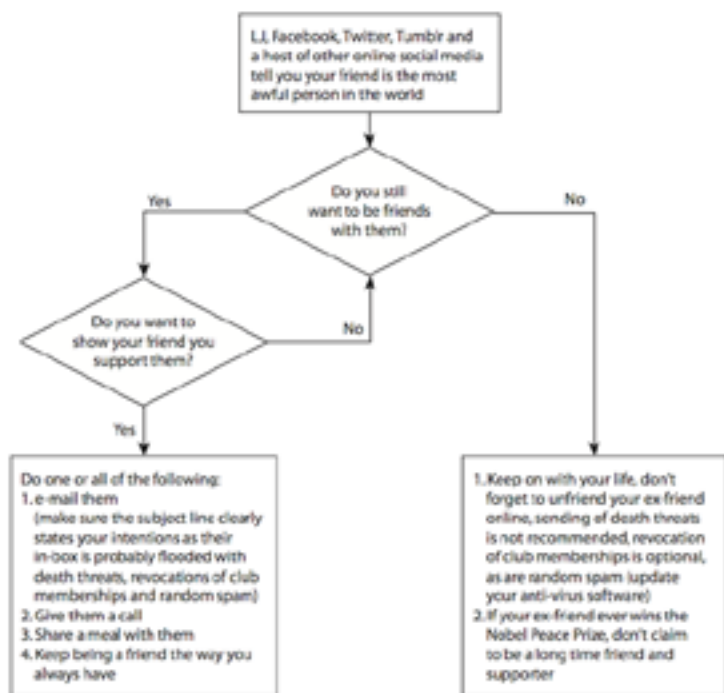 LJ, Facebook, Twitter, Tumblr and
a host of other online social media
tell you your friend is the most
awful person in the world
Do you still
want to be friends
with them?
Yes
No
Do you want to
show your friend you
support them?
No
Yes
Do one or all of the following:
1. e-mail them
(make sure the subject line clearly
states your intentions as their
in-box is probably flooded with
death threats, revocations of club
memberships and random spam)
2. Give them a call
3. Share a meal with them
4. Keep being a friend the way you
always have
1. Keep on with your life, don't
forget to unfriend your ex-friend
online, sending of death threats
is not recommended, revocation
of club memberships is optional,
as are random spam (update
your anti-virus software)
2. If your ex-friend ever wins the
Nobel Peace Prize, don't claim
to be a long time friend and
supporter